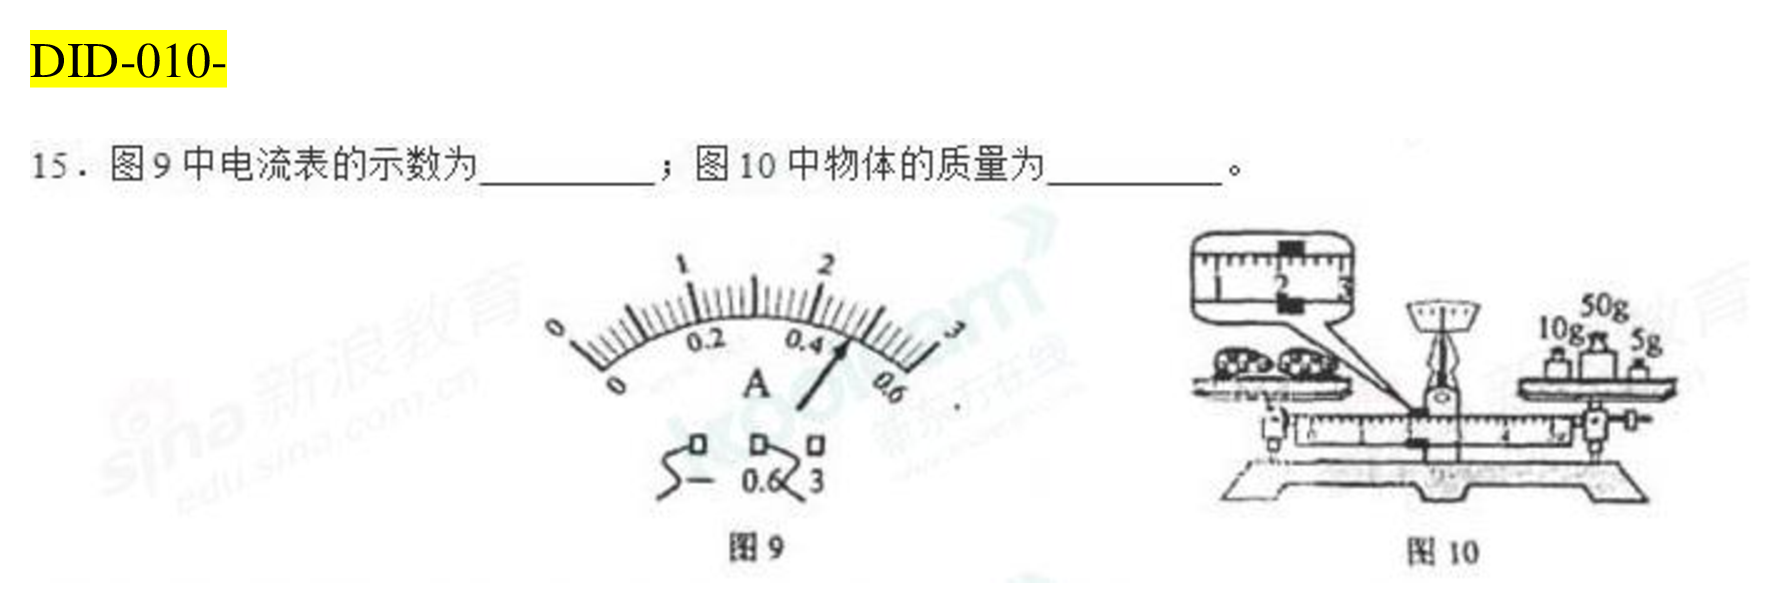 DID-010-
15．图 9 中电流表的示数为________；图 10 中物体的质量为________。
sina 新浪教育
edu.sina.com.cn
koolearn
新东方在线
新浪教育
0 1 2 3
0 0.2 0.4 0.6
A
－ 0.6 3
图 9
1 2 3
10g 50g 5g
0 1 4 5g
图 10